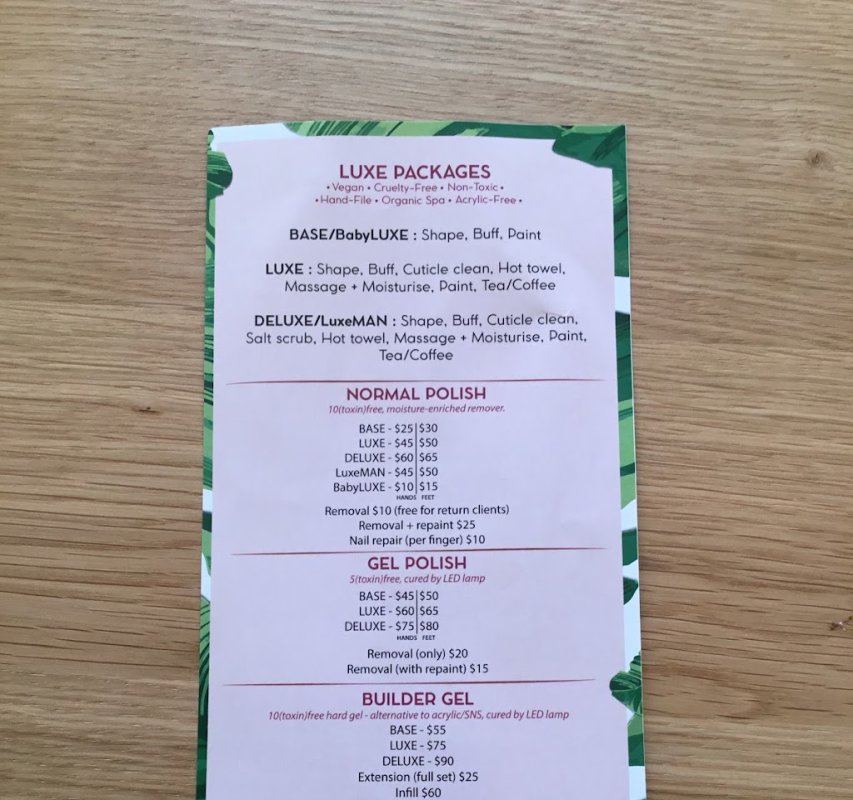 LUXE PACKAGES
• Vegan • Cruelty-Free • Non-Toxic •
• Hand-File • Organic Spa • Acrylic-Free •
BASE/BabyLUXE : Shape, Buff, Paint
LUXE : Shape, Buff, Cuticle clean, Hot towel,
Massage + Moisturise, Paint, Tea/Coffee
DELUXE/LuxeMAN : Shape, Buff, Cuticle clean,
Salt scrub, Hot towel, Massage + Moisturise, Paint,
Tea/Coffee
NORMAL POLISH
10(toxin)free, moisture-enriched remover.
BASE - $25|$30
LUXE - $45|$50
DELUXE - $60|$65
LuxeMAN - $45|$50
BabyLUXE - $10|$15
HANDS FEET
Removal $10 (free for return clients)
Removal + repaint $25
Nail repair (per finger) $10
GEL POLISH
5(toxin)free, cured by LED lamp
BASE - $45|$50
LUXE - $60|$65
DELUXE - $75|$80
HANDS FEET
Removal (only) $20
Removal (with repaint) $15
BUILDER GEL
10(toxin)free hard gel - alternative to acrylic/SNS, cured by LED lamp
BASE - $55
LUXE - $75
DELUXE - $90
Extension (full set) $25
Infill $60